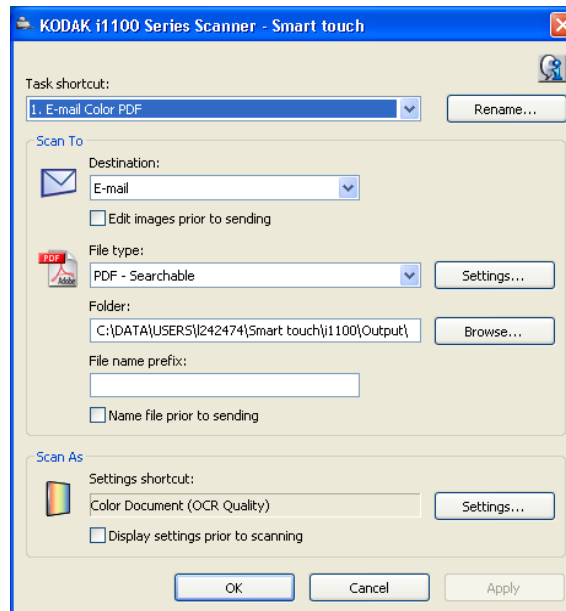 KODAK i1100 Series Scanner - Smart touch
Task shortcut:
1. E-mail Color PDF
Rename...
Scan To
Destination:
E-mail
Edit images prior to sending
File type:
PDF
Adobe
PDF - Searchable
Settings...
Folder:
C:\DATA\USERS\l242474\Smart touch\i1100\Output\
Browse...
File name prefix:
Name file prior to sending
Scan As
Settings shortcut:
Color Document (OCR Quality)
Settings...
Display settings prior to scanning
OK
Cancel
Apply